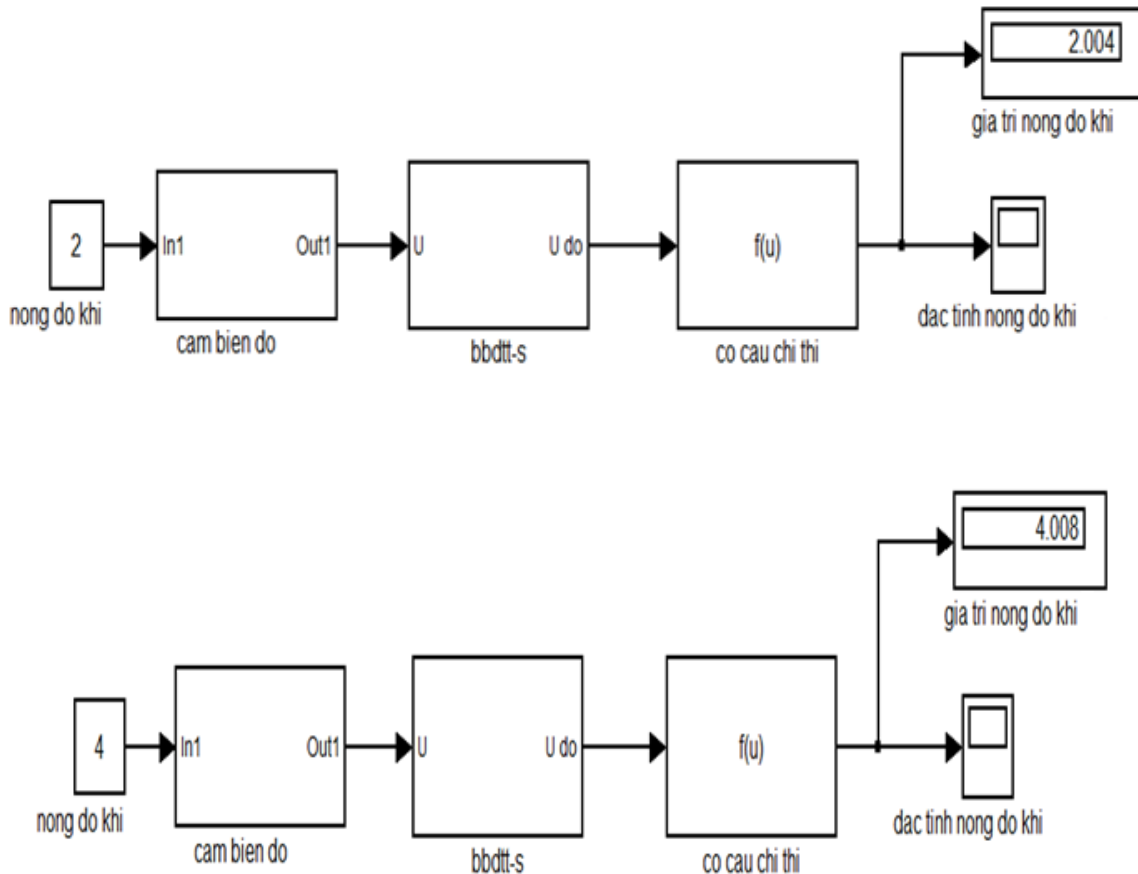 2.004
gia tri nong do khi
2
nong do khi
In1
Out1
cam bien do
U
U do
bbdtt-s
f(u)
co cau chi thi
dac tinh nong do khi
4.008
gia tri nong do khi
4
nong do khi
In1
Out1
cam bien do
U
U do
bbdtt-s
f(u)
co cau chi thi
dac tinh nong do khi